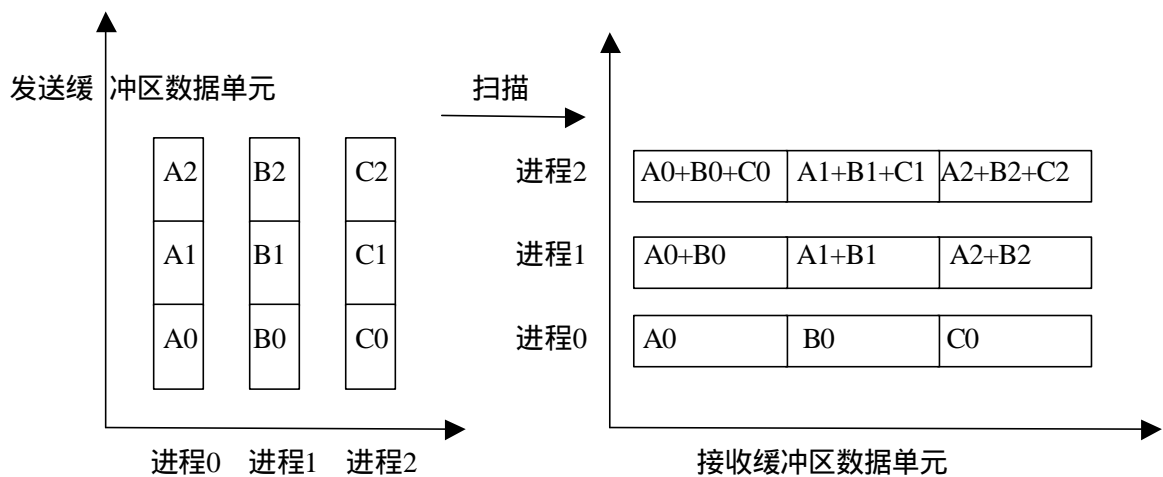 发送缓 冲区数据单元
扫描
A2 B2 C2
A1 B1 C1
A0 B0 C0
进程0 进程1 进程2
进程2 A0+B0+C0 A1+B1+C1 A2+B2+C2
进程1 A0+B0 A1+B1 A2+B2
进程0 A0 B0 C0
接收缓冲区数据单元